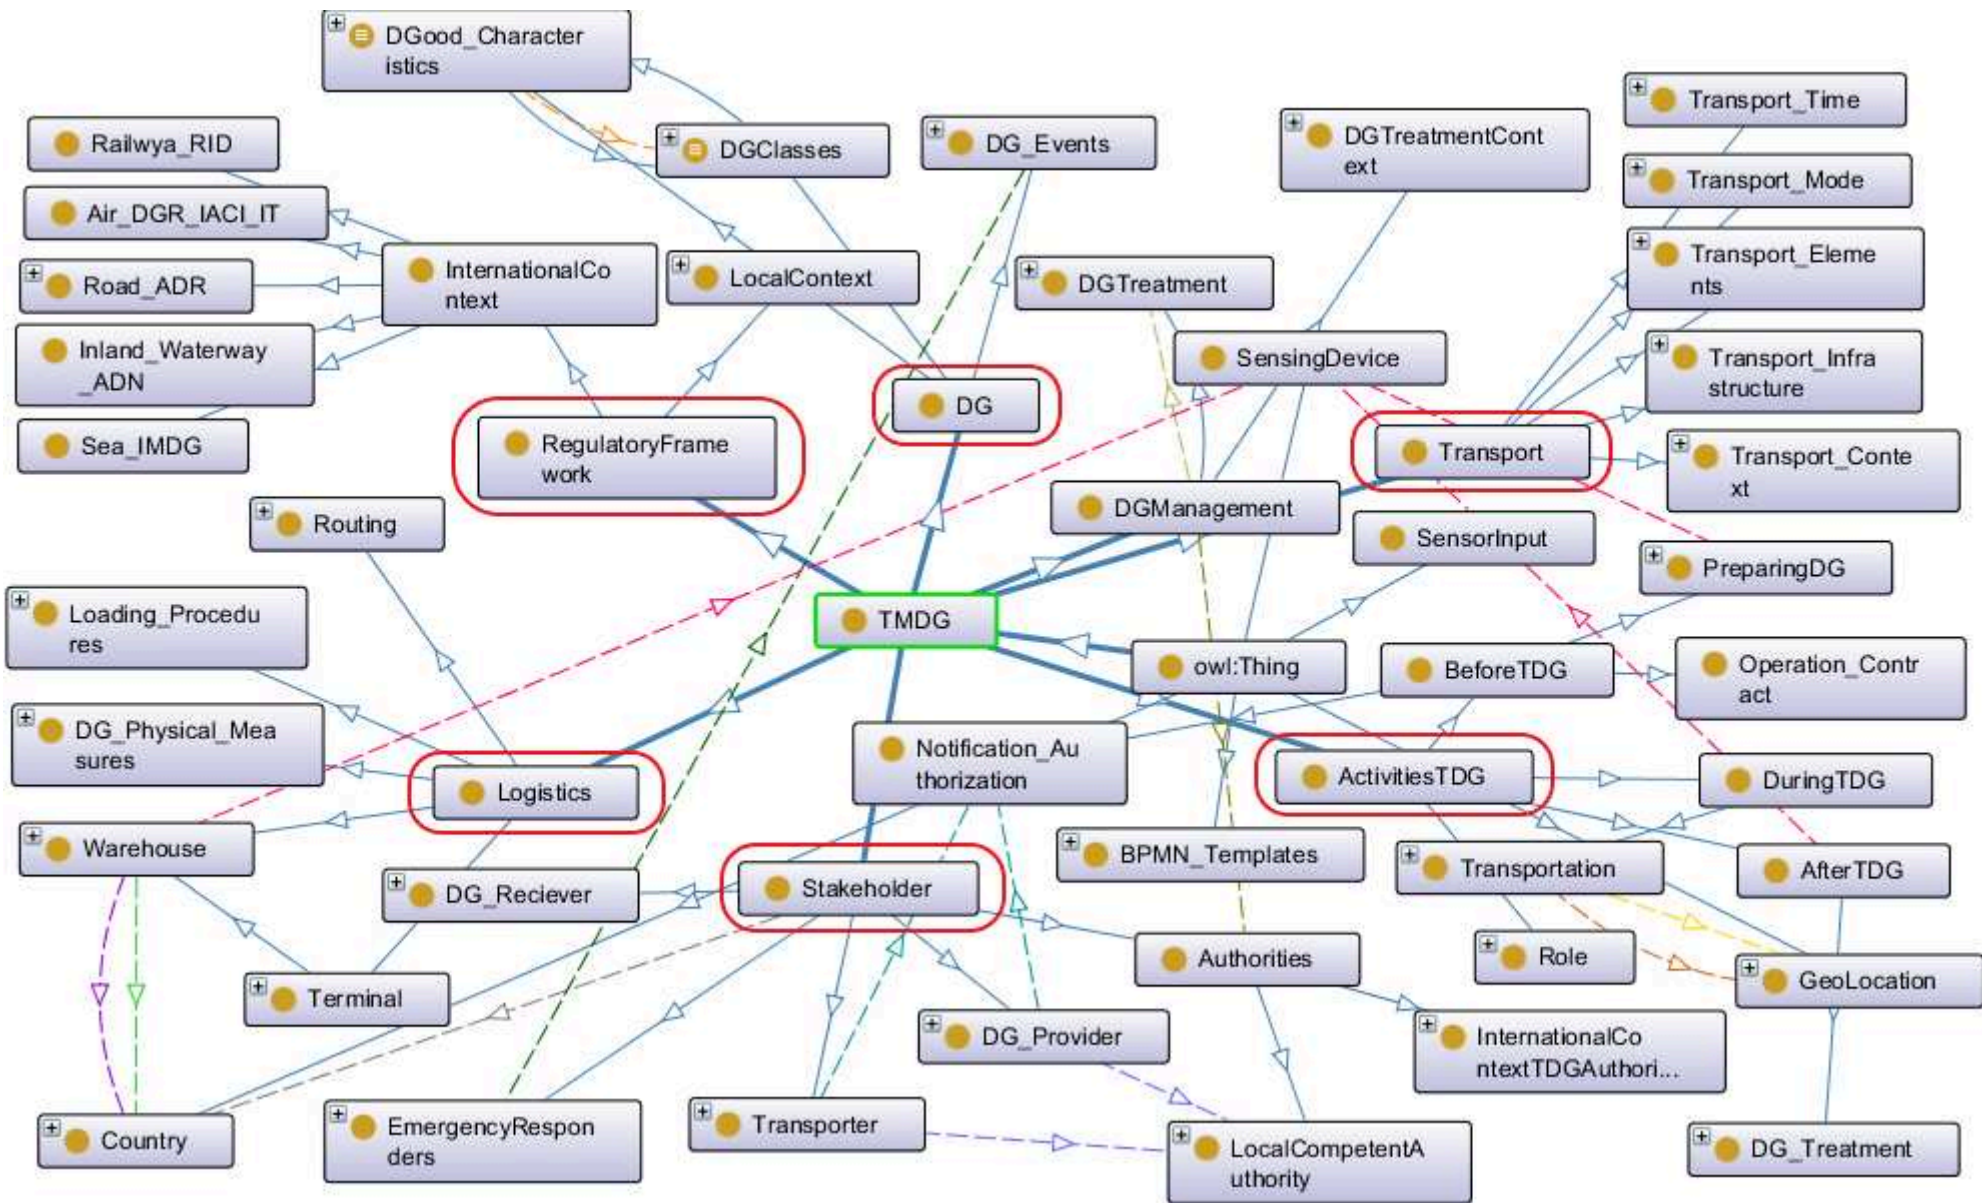 DGood_Character
istics
Transport_Time
Railwya_RID
DGClasses
DG_Events
DGTreatmentCont
ext
Transport_Mode
Air_DGR_IACI_IT
InternationalCo
ntext
LocalContext
DGTreatment
Transport_Eleme
nts
Road_ADR
Inland_Waterway
_ADN
SensingDevice
Transport_Infra
structure
Sea_IMDG
RegulatoryFrame
work
DG
Transport
Transport_Conte
xt
Routing
DGManagement
SensorInput
PreparingDG
Loading_Procedu
res
TMDG
owl:Thing
BeforeTDG
Operation_Contr
act
DG_Physical_Mea
sures
Logistics
Notification_Au
thorization
ActivitiesTDG
DuringTDG
Warehouse
DG_Reciever
Stakeholder
BPMN_Templates
Transportation
AfterTDG
Terminal
Authorities
Role
GeoLocation
DG_Provider
InternationalCo
ntextTDGAuthori...
Country
EmergencyRespon
ders
Transporter
LocalCompetentA
uthority
DG_Treatment